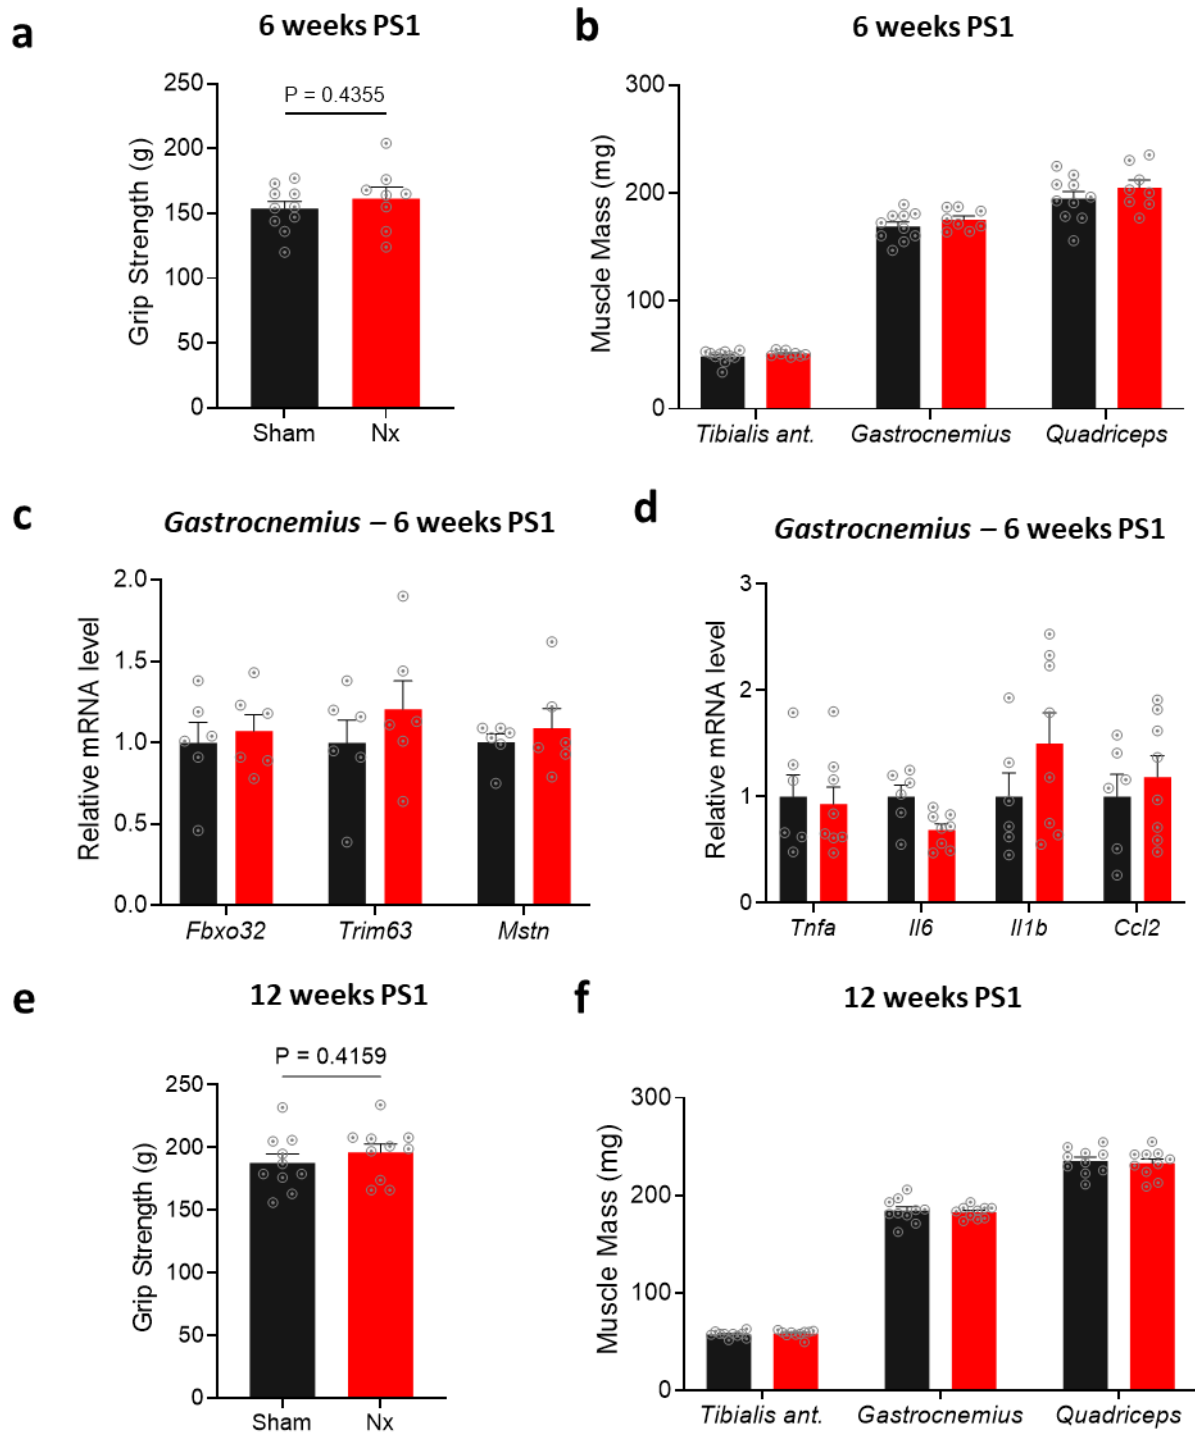 a
6 weeks PS1
Grip Strength (g)
250
200
150
100
50
0
P = 0.4355
Sham
Nx
b
6 weeks PS1
Muscle Mass (mg)
300
200
100
0
Tibialis ant.
Gastrocnemius
Quadriceps
c
Gastrocnemius – 6 weeks PS1
Relative mRNA level
2.0
1.5
1.0
0.5
0.0
Fbxo32
Trim63
Mstn
d
Gastrocnemius – 6 weeks PS1
Relative mRNA level
3
2
1
0
Tnfa
Il6
Il1b
Ccl2
e
12 weeks PS1
Grip Strength (g)
250
200
150
100
50
0
P = 0.4159
Sham
Nx
f
12 weeks PS1
Muscle Mass (mg)
300
200
100
0
Tibialis ant.
Gastrocnemius
Quadriceps